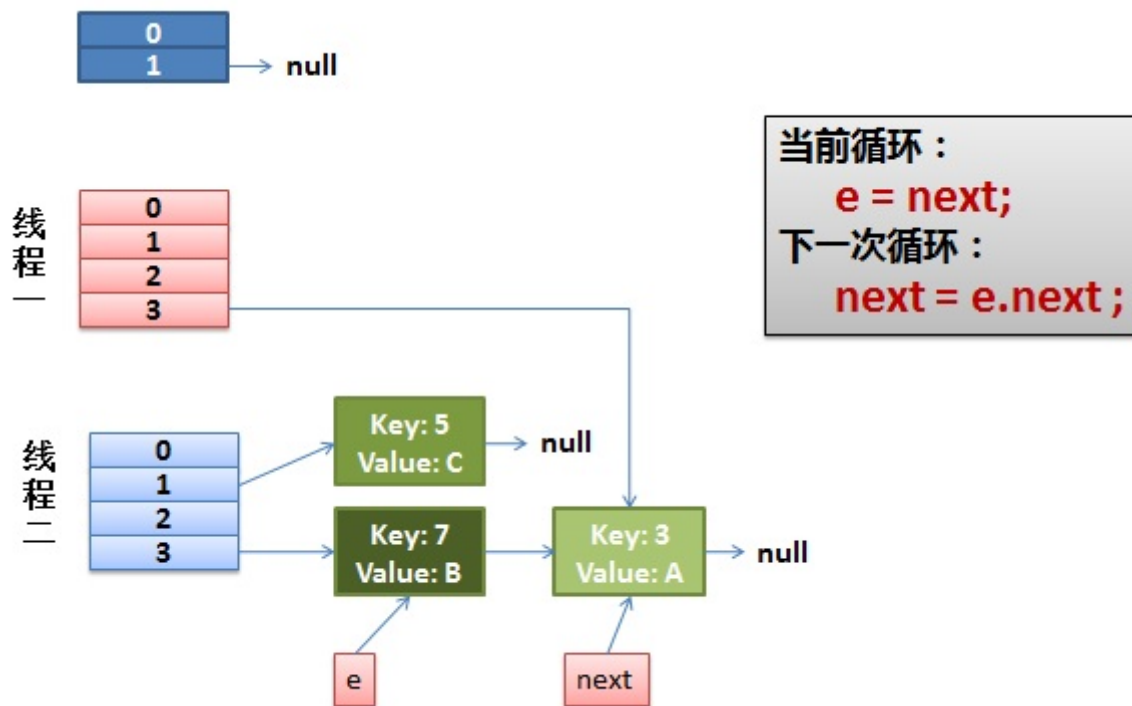 0
1
null
当前循环：
e = next;
下一次循环：
next = e.next ;
线程一
0
1
2
3
线程二
0
1
2
3
Key: 5
Value: C
null
Key: 7
Value: B
Key: 3
Value: A
null
e
next